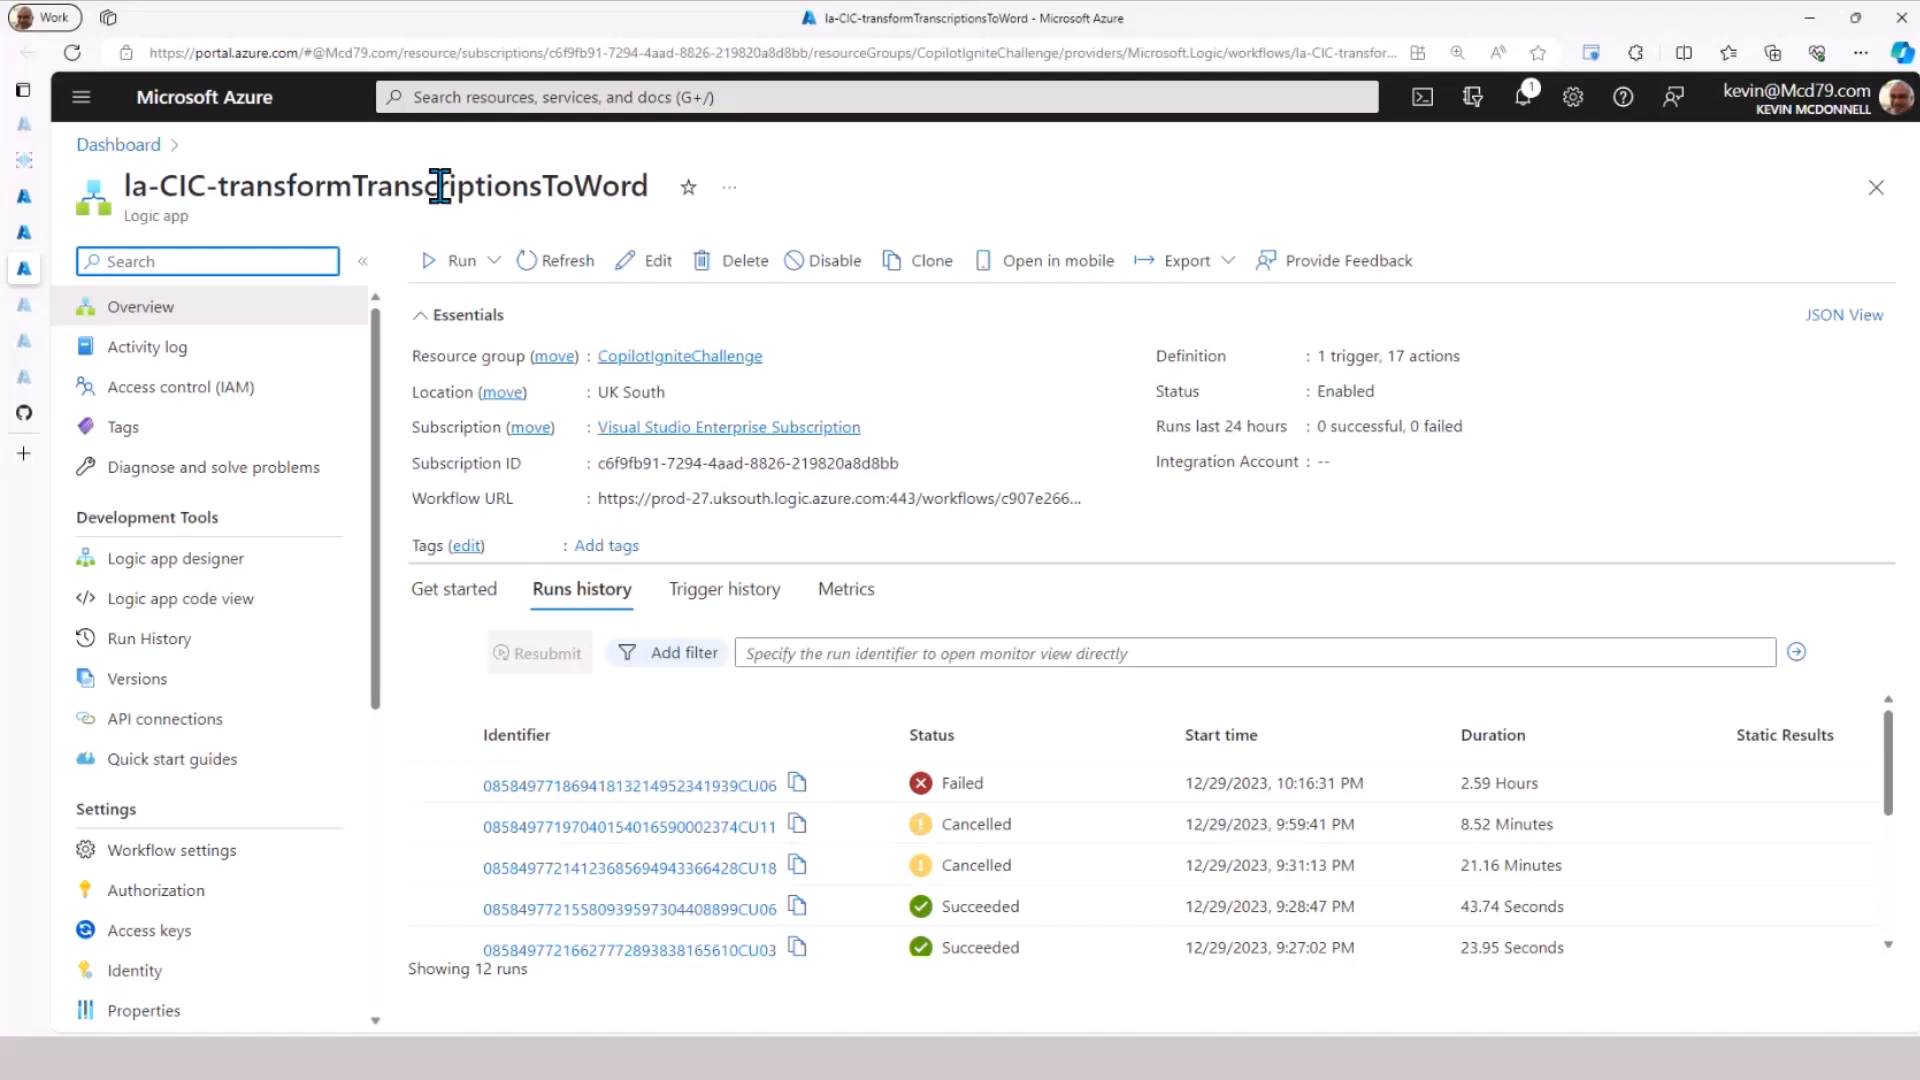 Work
la-CIC-transformTranscriptionsToWord - Microsoft Azure
https://portal.azure.com/#@Mcd79.com/resource/subscriptions/c6f9fb91-7294-4aad-8826-219820a8d8bb/resourceGroups/CopilotIgniteChallenge/providers/Microsoft.Logic/workflows/la-CIC-transfor...
Microsoft Azure
Search resources, services, and docs (G+/)
1
kevin@Mcd79.com
KEVIN MCDONNELL
Dashboard
la-CIC-transformTranscriptionsToWord
Logic app
Search
Run Refresh Edit Delete Disable Clone Open in mobile Export Provide Feedback
Overview
Activity log
Access control (IAM)
Tags
Diagnose and solve problems
Development Tools
Logic app designer
Logic app code view
Run History
Versions
API connections
Quick start guides
Settings
Workflow settings
Authorization
Access keys
Identity
Properties
Essentials
JSON View
Resource group (move) : CopilotIgniteChallenge
Location (move) : UK South
Subscription (move) : Visual Studio Enterprise Subscription
Subscription ID : c6f9fb91-7294-4aad-8826-219820a8d8bb
Workflow URL : https://prod-27.uksouth.logic.azure.com:443/workflows/c907e266...
Definition : 1 trigger, 17 actions
Status : Enabled
Runs last 24 hours : 0 successful, 0 failed
Integration Account : --
Tags (edit) : Add tags
Get started Runs history Trigger history Metrics
Resubmit Add filter Specify the run identifier to open monitor view directly
Identifier Status Start time Duration Static Results
08584977186941813214952341939CU06 Failed 12/29/2023, 10:16:31 PM 2.59 Hours
08584977197040154016590002374CU11 Cancelled 12/29/2023, 9:59:41 PM 8.52 Minutes
08584977214123685694943366428CU18 Cancelled 12/29/2023, 9:31:13 PM 21.16 Minutes
08584977215580939597304408899CU06 Succeeded 12/29/2023, 9:28:47 PM 43.74 Seconds
08584977216627772893838165610CU03 Succeeded 12/29/2023, 9:27:02 PM 23.95 Seconds
Showing 12 runs